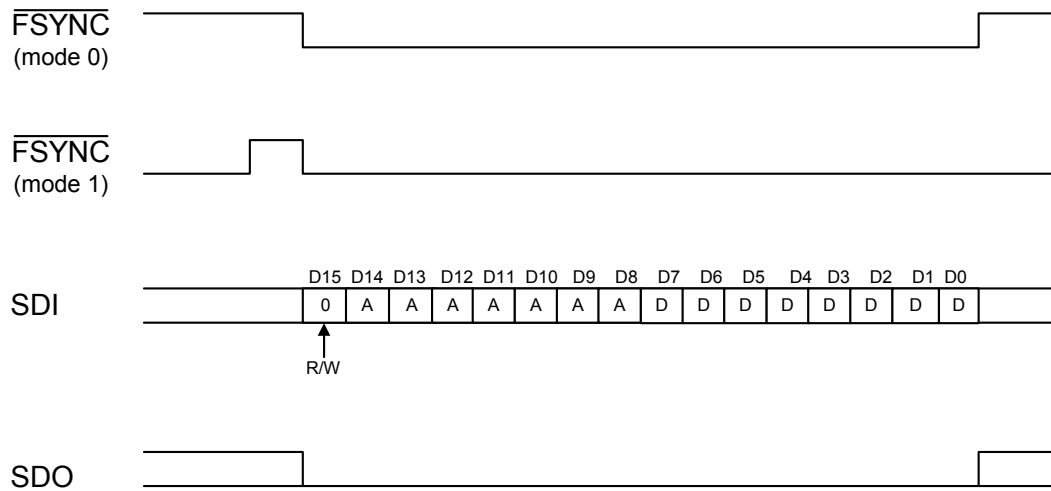 FSYNC
(mode 0)
FSYNC
(mode 1)
D15 D14 D13 D12 D11 D10 D9 D8 D7 D6 D5 D4 D3 D2 D1 D0
SDI
0 A A A A A A A D D D D D D D D
R/W
SDO